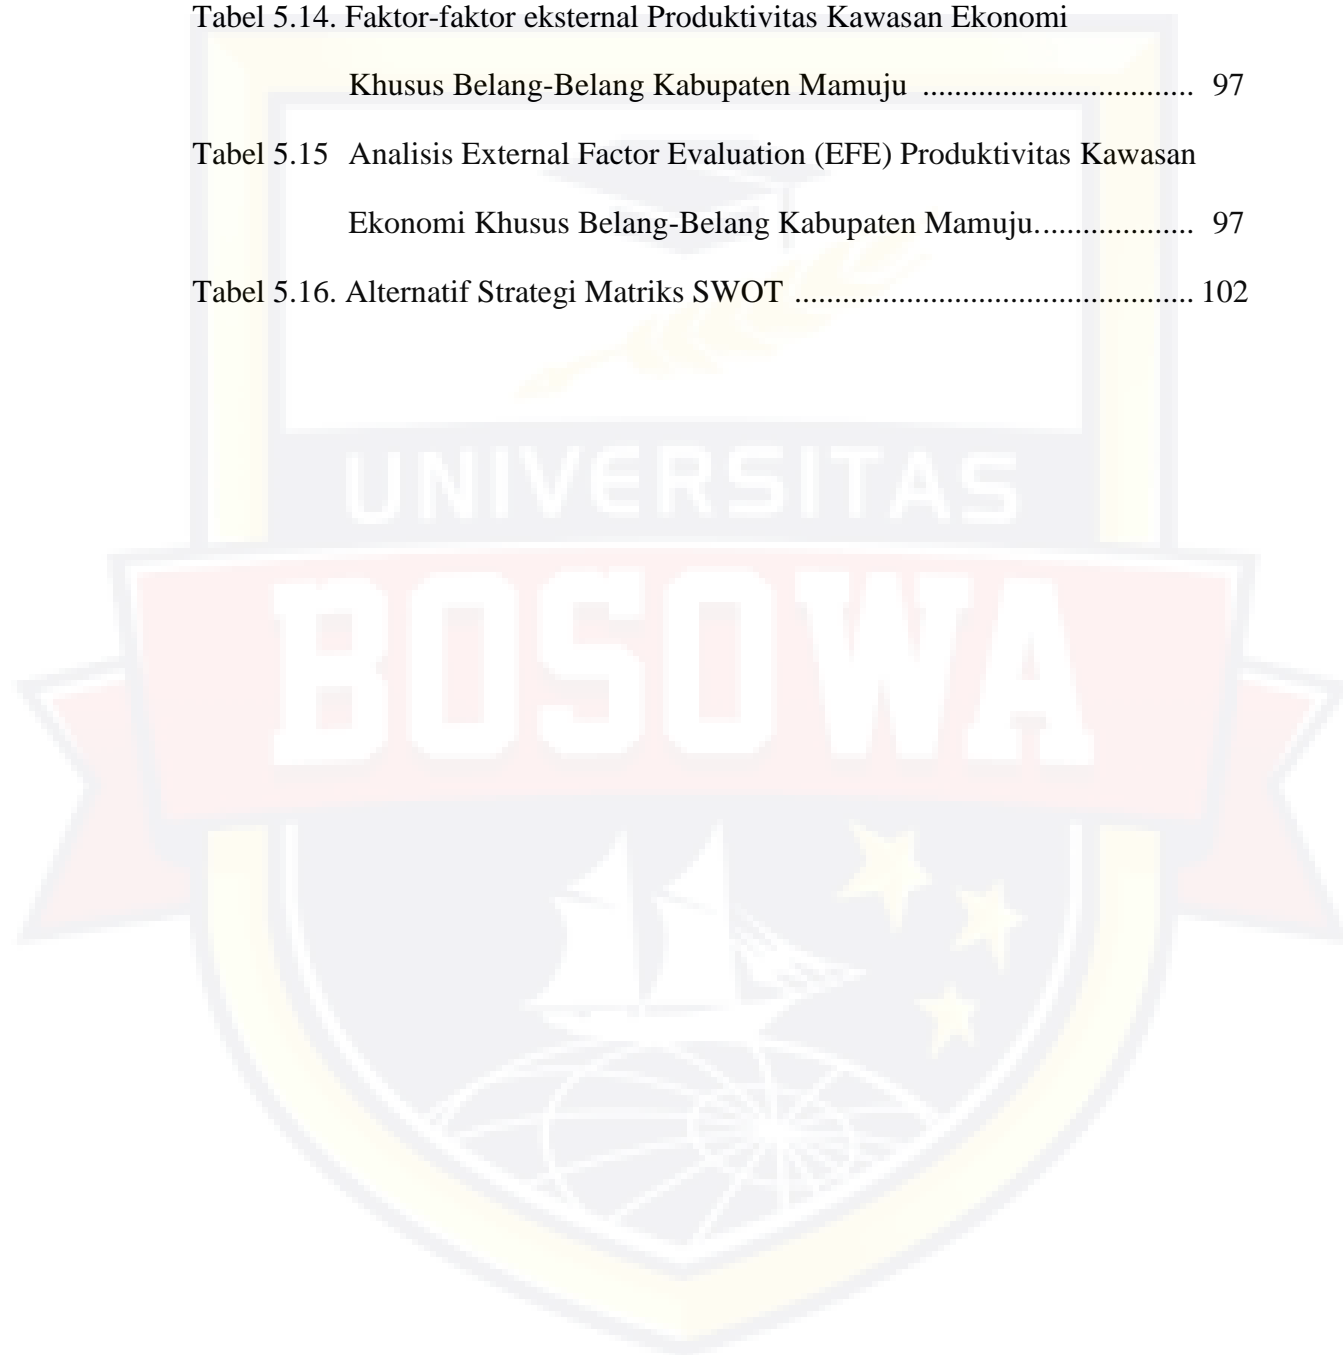 Tabel 5.14. Faktor-faktor eksternal Produktivitas Kawasan Ekonomi
Khusus Belang-Belang Kabupaten Mamuju .................................. 97
Tabel 5.15 Analisis External Factor Evaluation (EFE) Produktivitas Kawasan
Ekonomi Khusus Belang-Belang Kabupaten Mamuju................... 97
Tabel 5.16. Alternatif Strategi Matriks SWOT .................................................. 102
UNIVERSITAS
BOSOWA